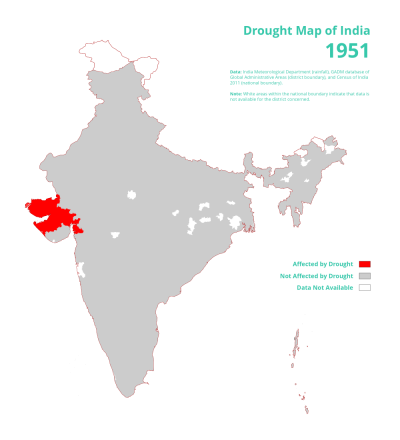 Drought Map of India
1951
Data: India Meteorological Department (rainfall), GADM database of
Global Administrative Areas (district boundary), and Census of India
2011 (national boundary).
Note: White areas within the national boundary indicate that data is
not available for the district concerned.
Affected by Drought
Not Affected by Drought
Data Not Available